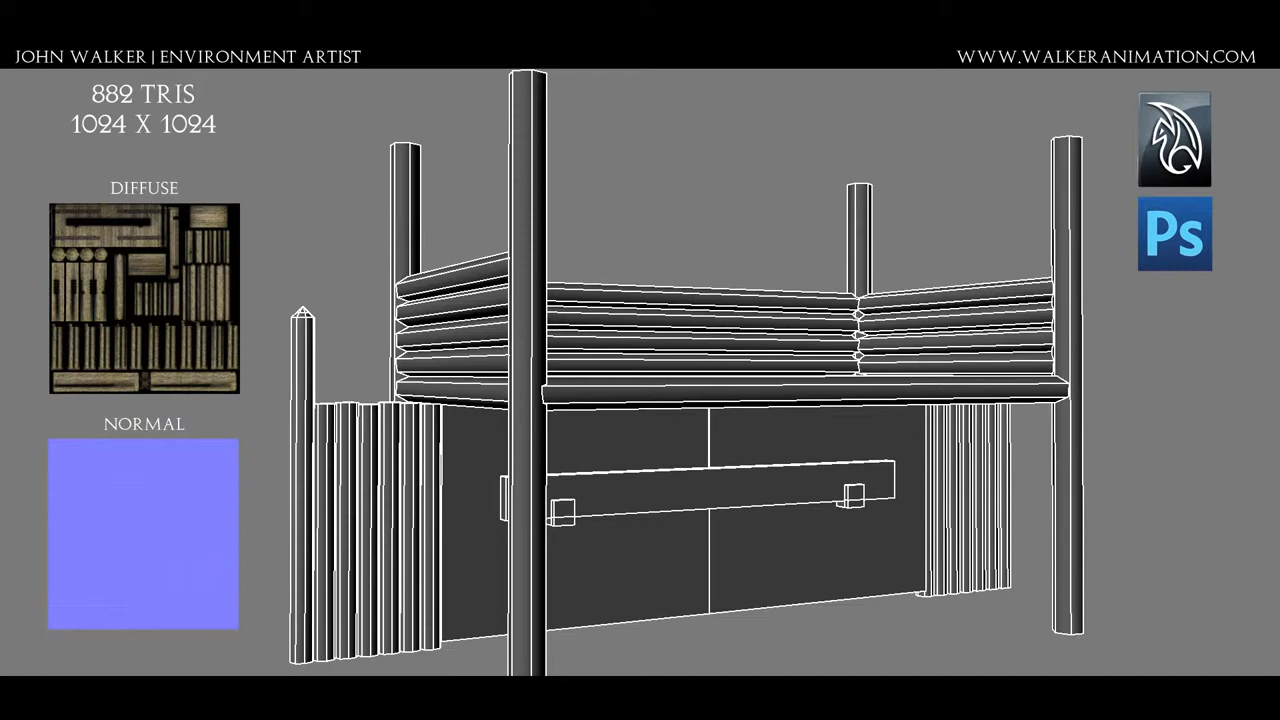 JOHN WALKER | ENVIRONMENT ARTIST
WWW.WALKERANIMATION.COM
882 TRIS
1024 X 1024
DIFFUSE
NORMAL
Ps